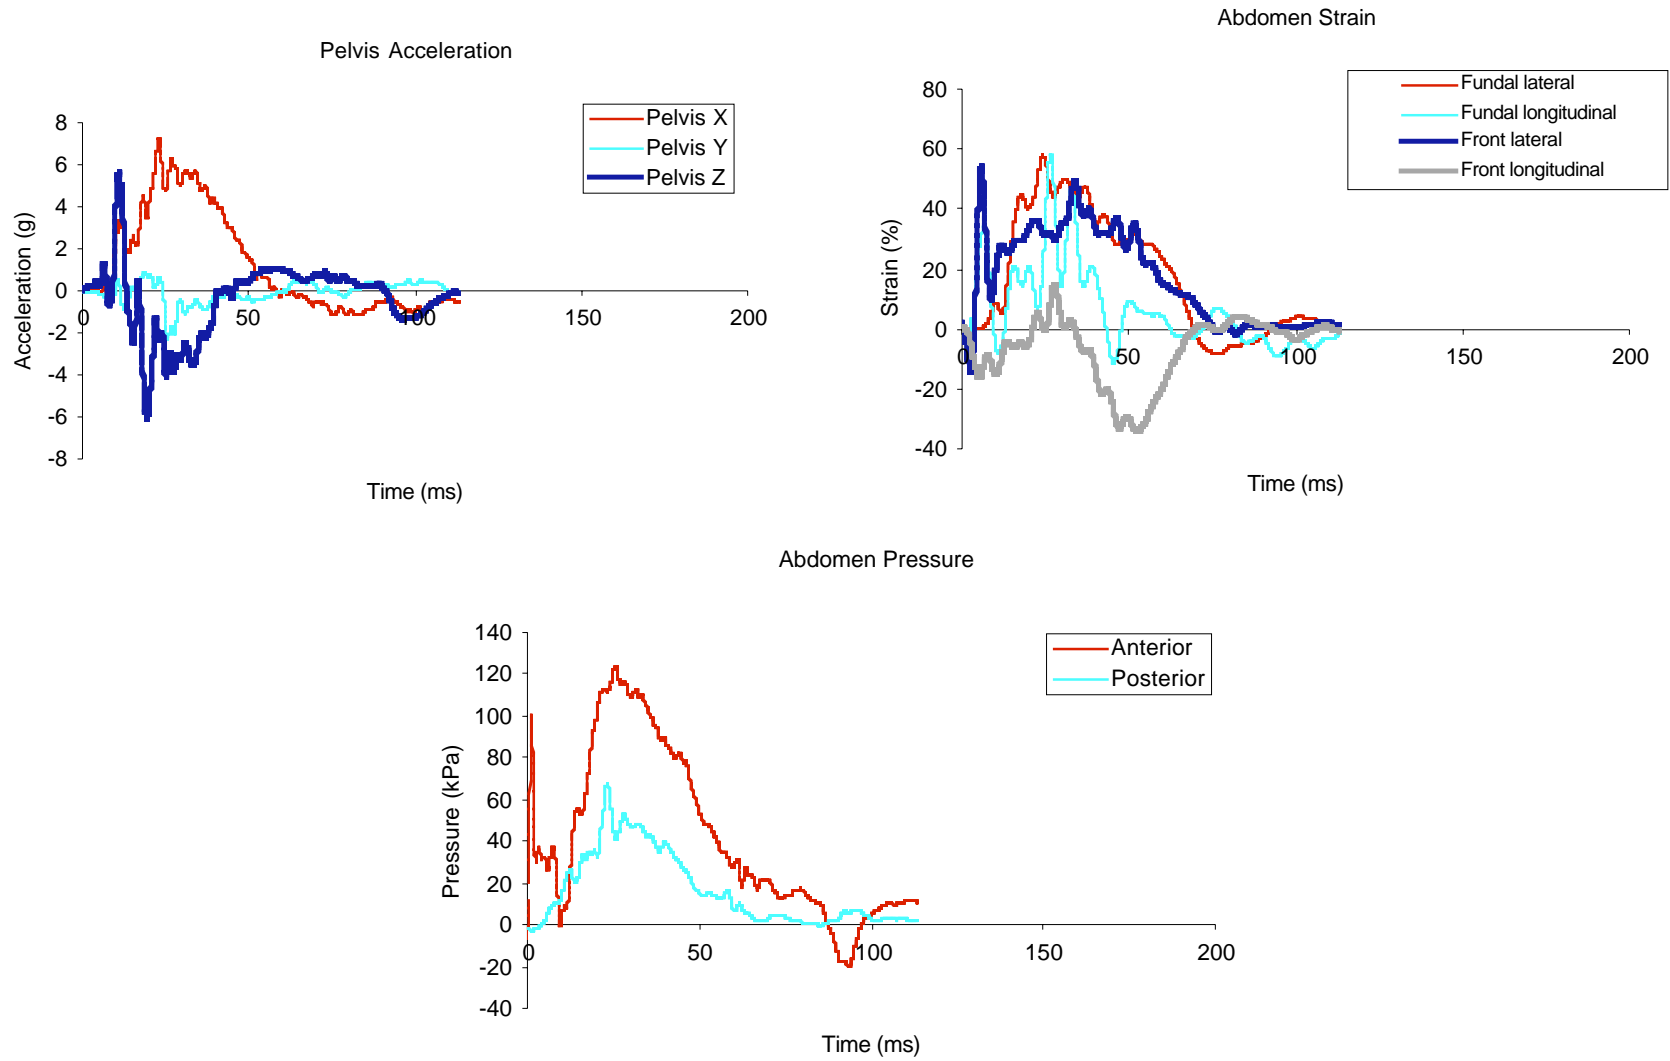 Pelvis Acceleration
8
6
4
2
0
-2
-4
-6
-8
Acceleration (g)
0 50 100 150 200
Time (ms)
Pelvis X
Pelvis Y
Pelvis Z
Abdomen Strain
80
60
40
20
0
-20
-40
Strain (%)
0 50 100 150 200
Time (ms)
Fundal lateral
Fundal longitudinal
Front lateral
Front longitudinal
Abdomen Pressure
140
120
100
80
60
40
20
0
-20
-40
Pressure (kPa)
0 50 100 150 200
Time (ms)
Anterior
Posterior